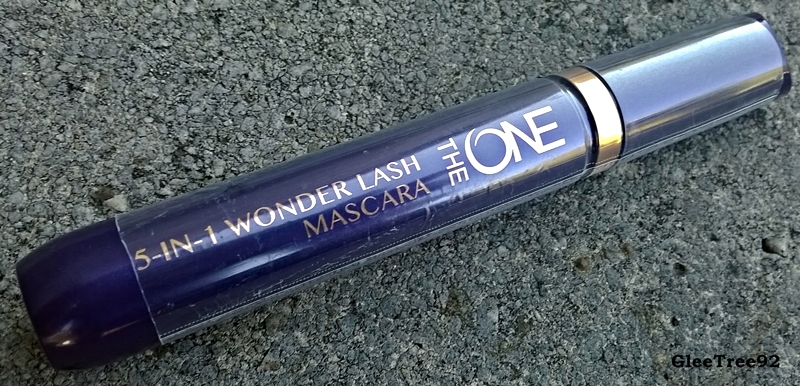 5-IN-1 WONDER LASH
MASCARA
THE
ONE
GleeTree92